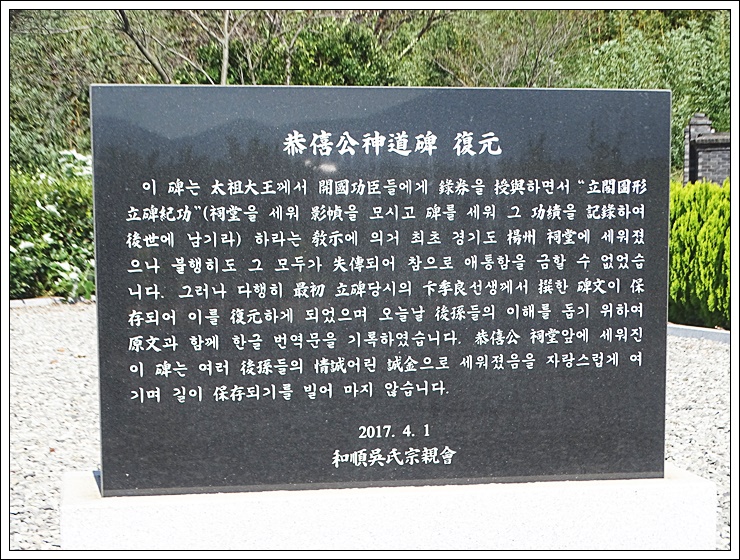 恭僖公神道碑 復元
이 碑는 太祖大王께서 開國功臣들에게 錄券을 授與하면서 “立閣圖形
立碑紀功”(祠堂을 세워 影幀을 모시고 碑를 세워 그 功績을 記錄하여
後世에 남기라) 하라는 敎示에 의거 최초 경기도 楊州 祠堂에 세워졌
으나 불행히도 그 모두가 失傳되어 참으로 애통함을 금할 수 없었습
니다. 그러나 다행히 最初 立碑당시의 卞季良선생께서 撰한 碑文이 保
存되어 이를 復元하게 되었으며 오늘날 後孫들의 이해를 돕기 위하여
原文과 함께 한글 번역문을 기록하였습니다. 恭僖公 祠堂앞에 세워진
이 碑는 여러 後孫들의 情誠어린 誠金으로 세워졌음을 자랑스럽게 여
기며 길이 保存되기를 빌어 마지 않습니다.
2017. 4. 1
和順吳氏宗親會